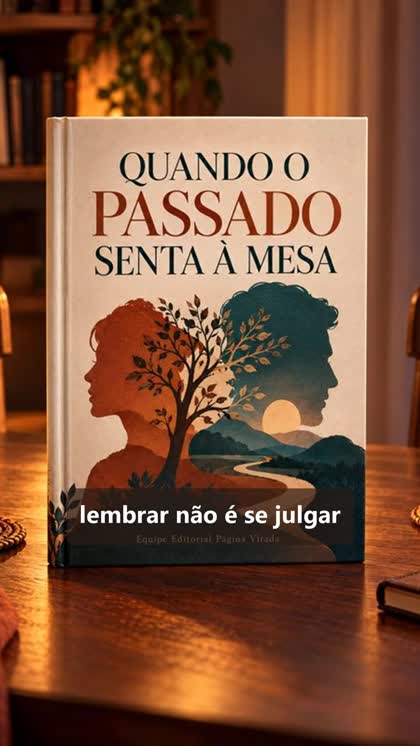 QUANDO O
PASSADO
SENTA À MESA
lembrar não é se julgar
Equipe Editorial Página Virada